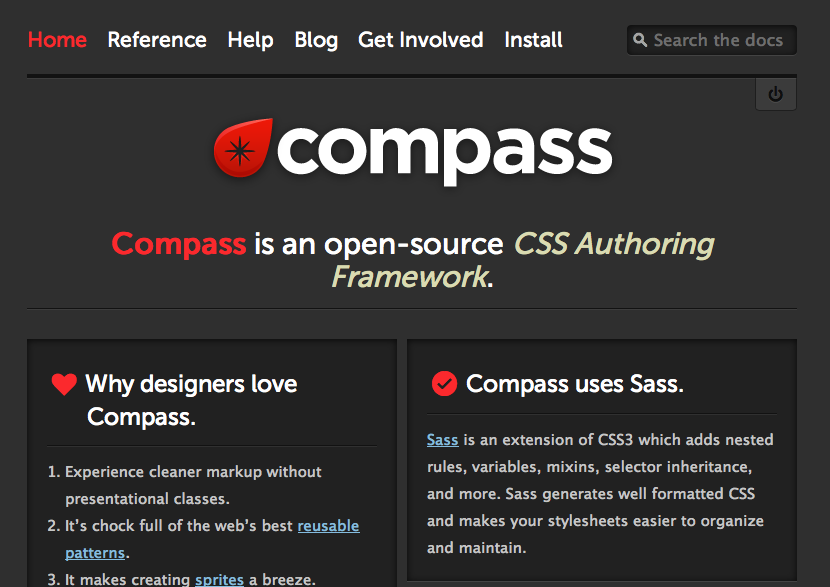 Home Reference Help Blog Get Involved Install Search the docs
compass
Compass is an open-source CSS Authoring
Framework.
Why designers love
Compass.
1. Experience cleaner markup without
presentational classes.
2. It’s chock full of the web’s best reusable
patterns.
3. It makes creating sprites a breeze.
Compass uses Sass.
Sass is an extension of CSS3 which adds nested
rules, variables, mixins, selector inheritance,
and more. Sass generates well formatted CSS
and makes your stylesheets easier to organize
and maintain.